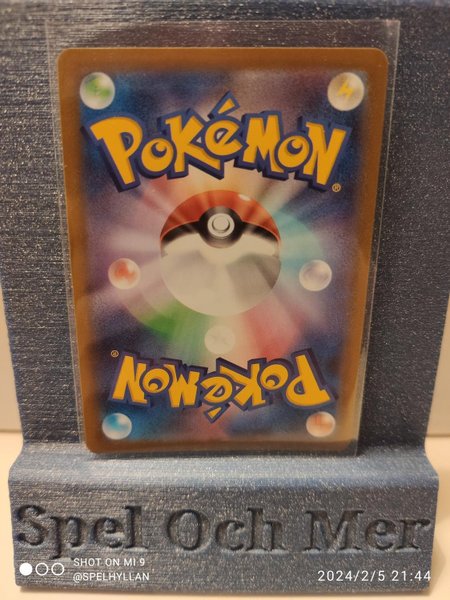 POKéMON®
POKéMON®
Spel Och Mer
SHOT ON MI 9
@SPELHYLLAN
2024/2/5 21:44